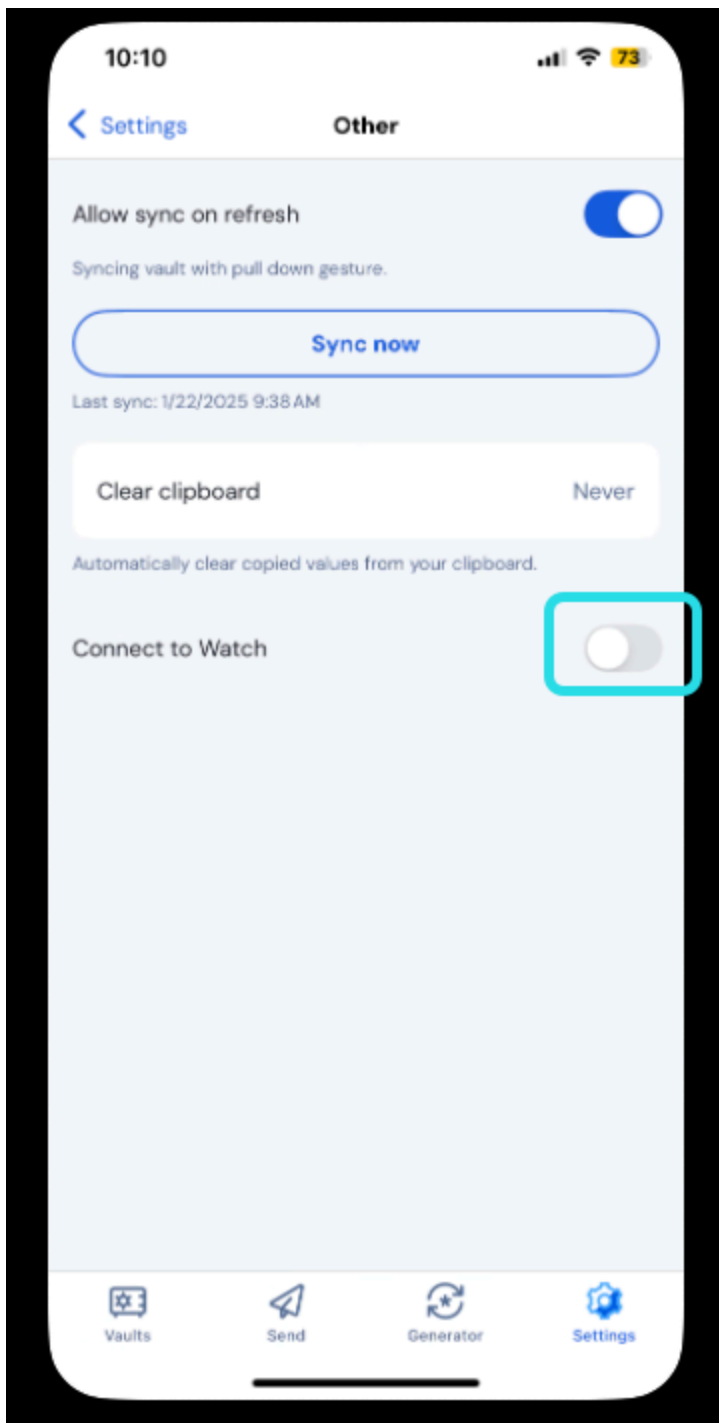 10:10
73
Settings
Other
Allow sync on refresh
Syncing vault with pull down gesture.
Sync now
Last sync: 1/22/2025 9:38 AM
Clear clipboard
Never
Automatically clear copied values from your clipboard.
Connect to Watch
Vaults
Send
Generator
Settings